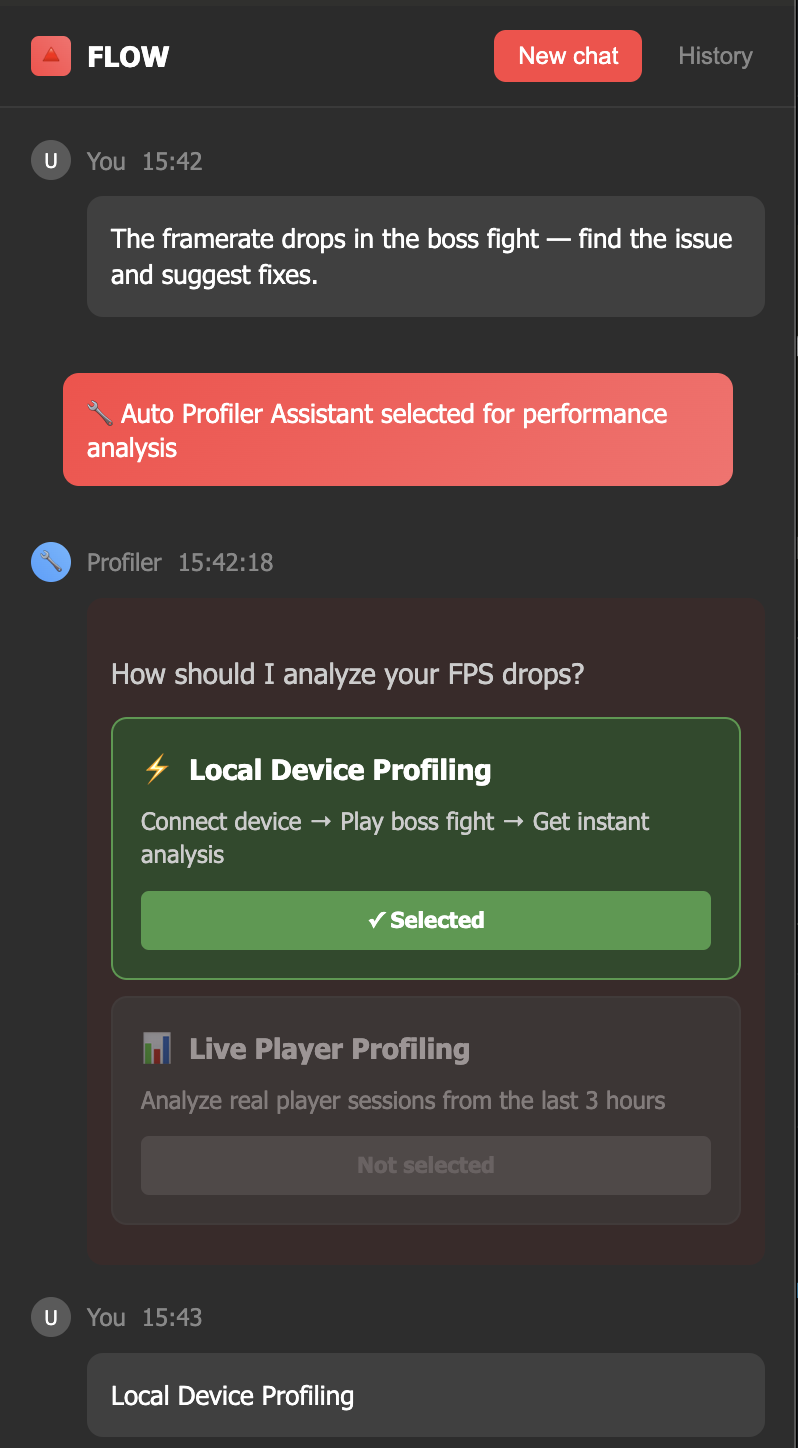 FLOW
New chat
History
U
You 15:42
The framerate drops in the boss fight — find the issue
and suggest fixes.
🔧 Auto Profiler Assistant selected for performance
analysis
Profiler 15:42:18
How should I analyze your FPS drops?
⚡ Local Device Profiling
Connect device → Play boss fight → Get instant
analysis
✓ Selected
📊 Live Player Profiling
Analyze real player sessions from the last 3 hours
Not selected
U
You 15:43
Local Device Profiling